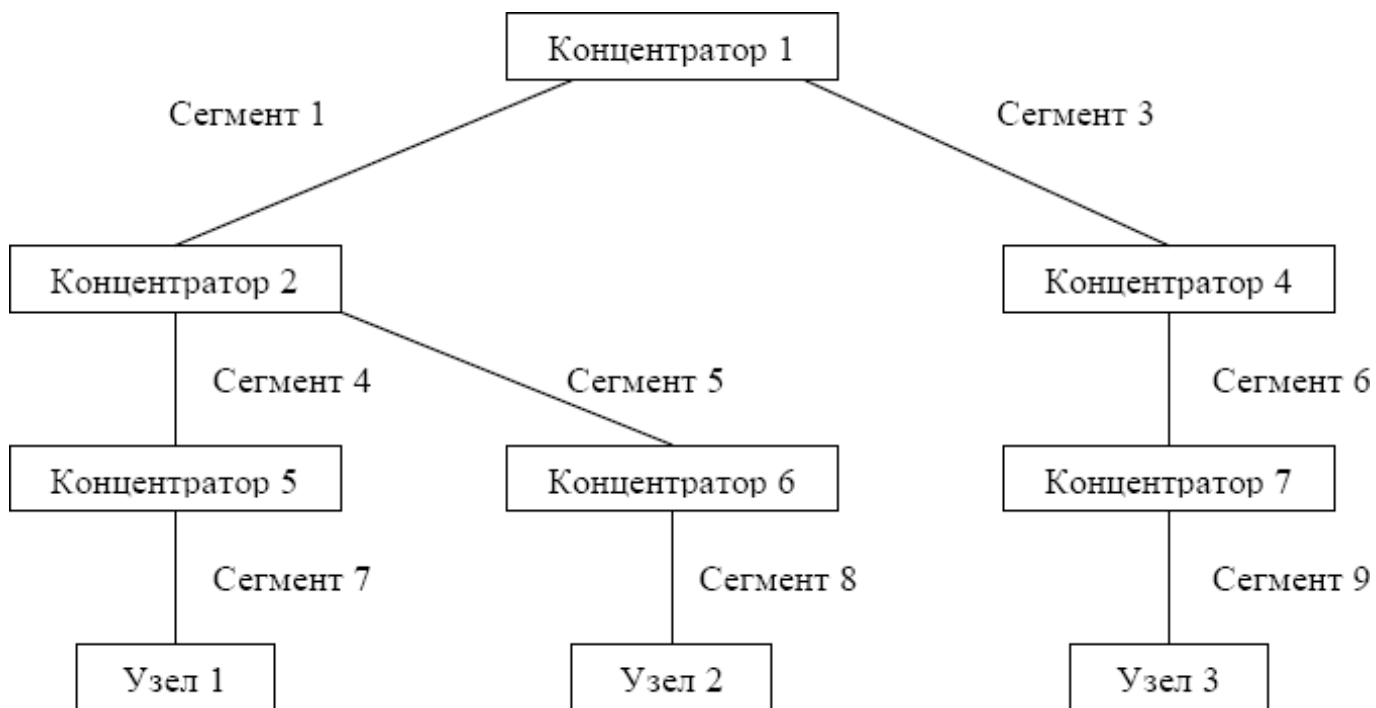 Концентратор 1
Сегмент 1
Сегмент 3
Концентратор 2
Концентратор 4
Сегмент 4
Сегмент 5
Сегмент 6
Концентратор 5
Концентратор 6
Концентратор 7
Сегмент 7
Сегмент 8
Сегмент 9
Узел 1
Узел 2
Узел 3